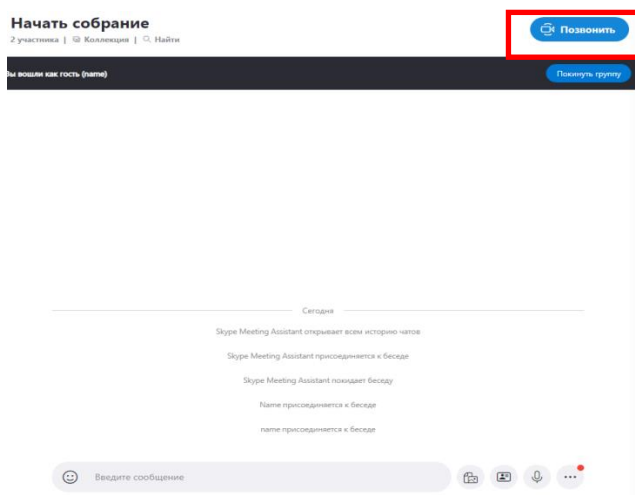 Начать собрание
Позвонить
2 участника | Коллекция | Найти
Вы вошли как гость (name)
Покинуть группу
Сегодня
Skype Meeting Assistant открывает всем историю чатов
Skype Meeting Assistant присоединяется к беседе
Skype Meeting Assistant покидает беседу
Name присоединяется к беседе
name присоединяется к беседе
Введите сообщение